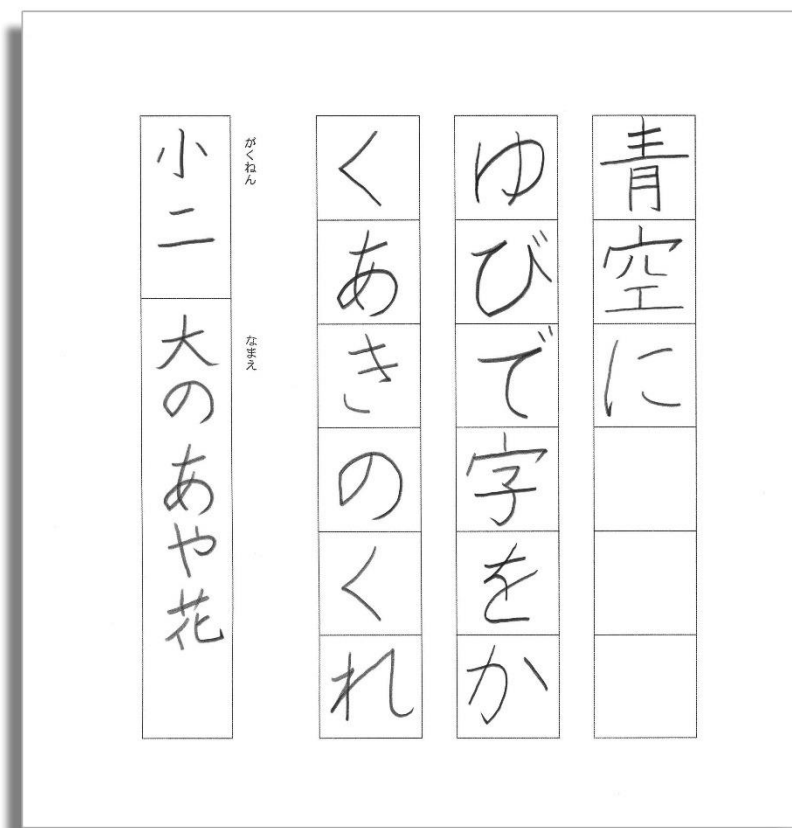 青空に
ゆびで字をか
くあきのくれ
がくねん
小二
なまえ
大の あや花